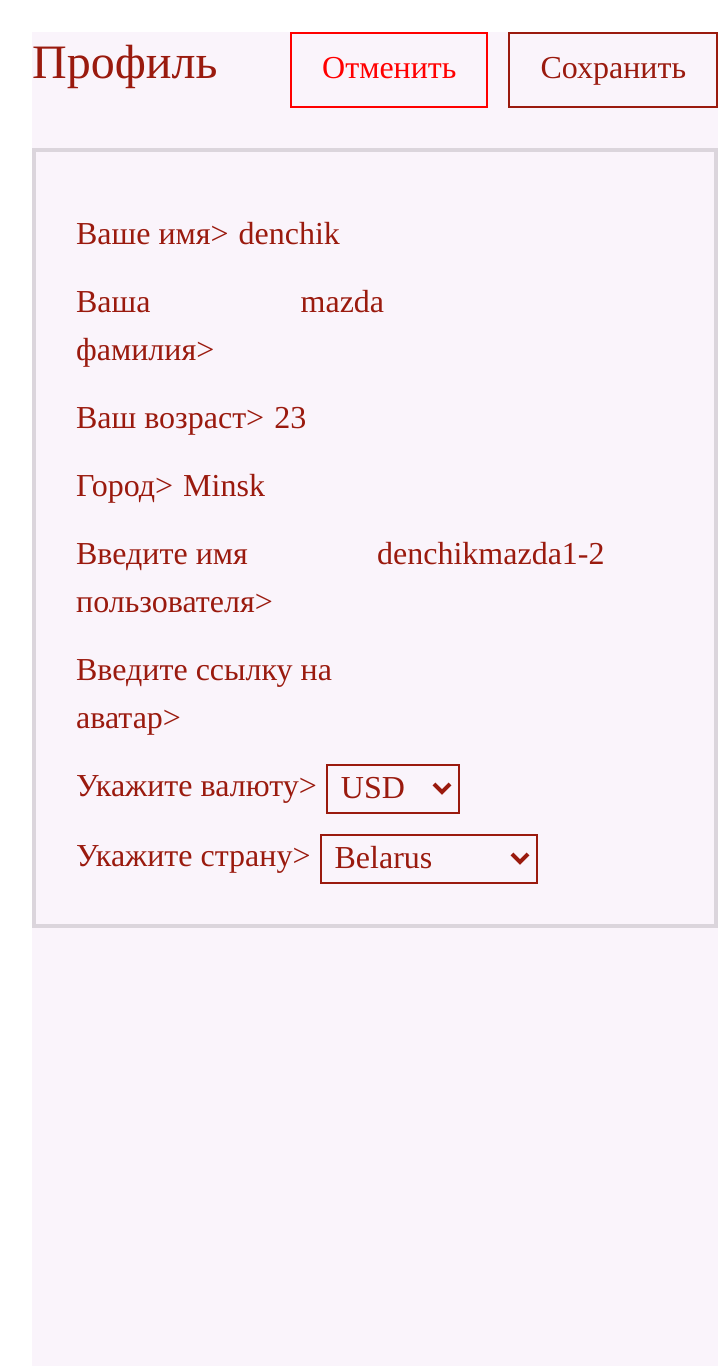 Профиль Отменить Сохранить
Ваше имя> denchik
Ваша mazda
фамилия>
Ваш возраст> 23
Город> Minsk
Введите имя denchikmazda1-2
пользователя>
Введите ссылку на
аватар>
Укажите валюту> USD
Укажите страну> Belarus